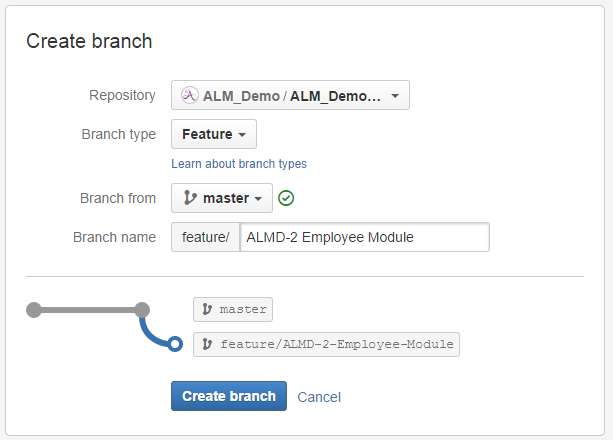 Create branch
Repository ALM_Demo / ALM_Demo...
Branch type Feature
Learn about branch types
Branch from master
Branch name feature/ ALMD-2 Employee Module
master
feature/ALMD-2-Employee-Module
Create branch Cancel